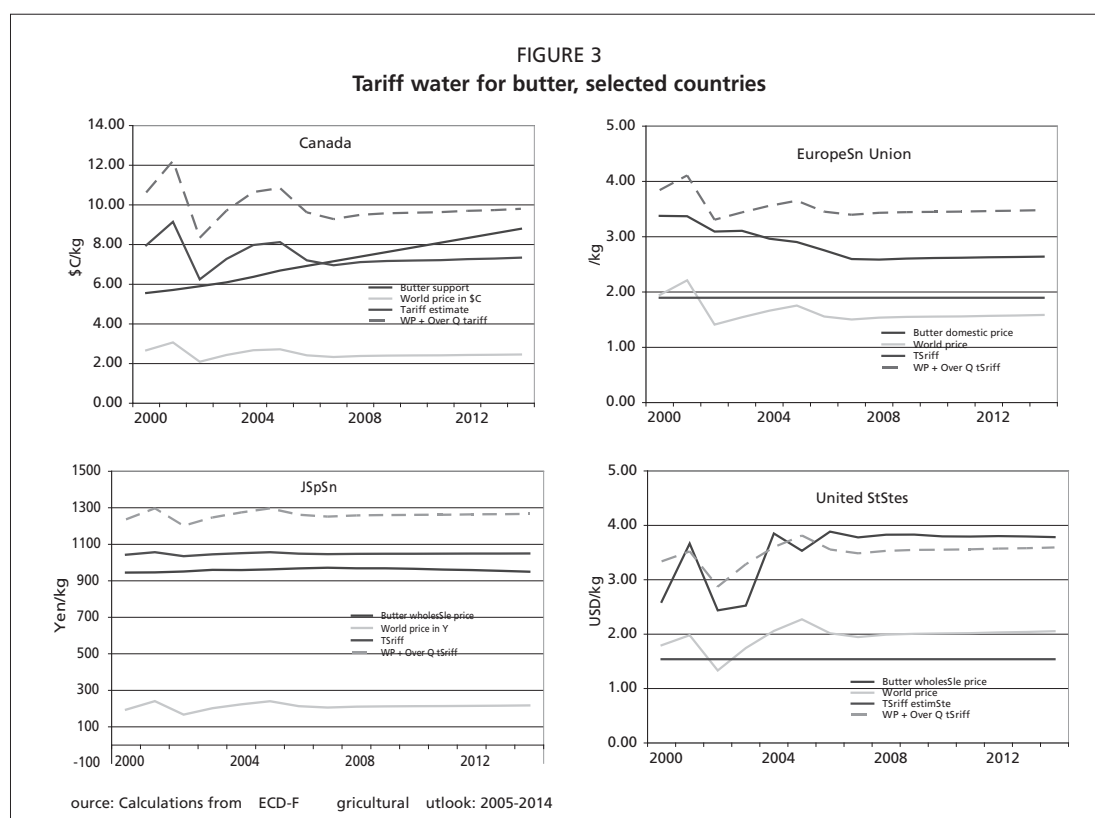 FIGURE 3
Tariff water for butter, selected countries
Canada
$C/kg
14.00
12.00
10.00
8.00
6.00
4.00
2.00
0.00
2000 2004 2008 2012
Butter support
World price in $C
Tariff estimate
WP + Over Q tariff
EuropeSn Union
/kg
5.00
4.00
3.00
2.00
1.00
0.00
2000 2004 2008 2012
Butter domestic price
World price
TSriff
WP + Over Q tSriff
JSpSn
Yen/kg
1500
1300
1100
900
700
500
300
100
-100
2000 2004 2008 2012
Butter wholesSle price
World price in Y
TSriff
WP + Over Q tSriff
United StStes
USD/kg
5.00
4.00
3.00
2.00
1.00
0.00
2000 2004 2008 2012
Butter wholesSle price
World price
TSriff estimSte
WP + Over Q tSriff
ource: Calculations from ECD-F gricultural utlook: 2005-2014